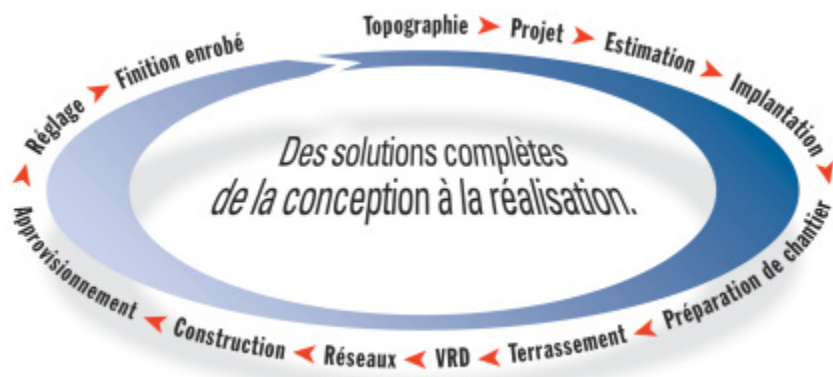 Topographie
Projet
Estimation
Implantation
Préparation de chantier
Terrassement
VRD
Réseaux
Construction
Approvisionnement
Réglage
Finition enrobé
Des solutions complètes
de la conception à la réalisation.